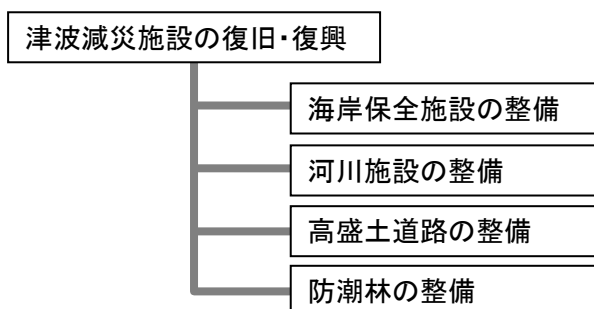 津波減災施設の復旧・復興
海岸保全施設の整備
河川施設の整備
高盛土道路の整備
防潮林の整備